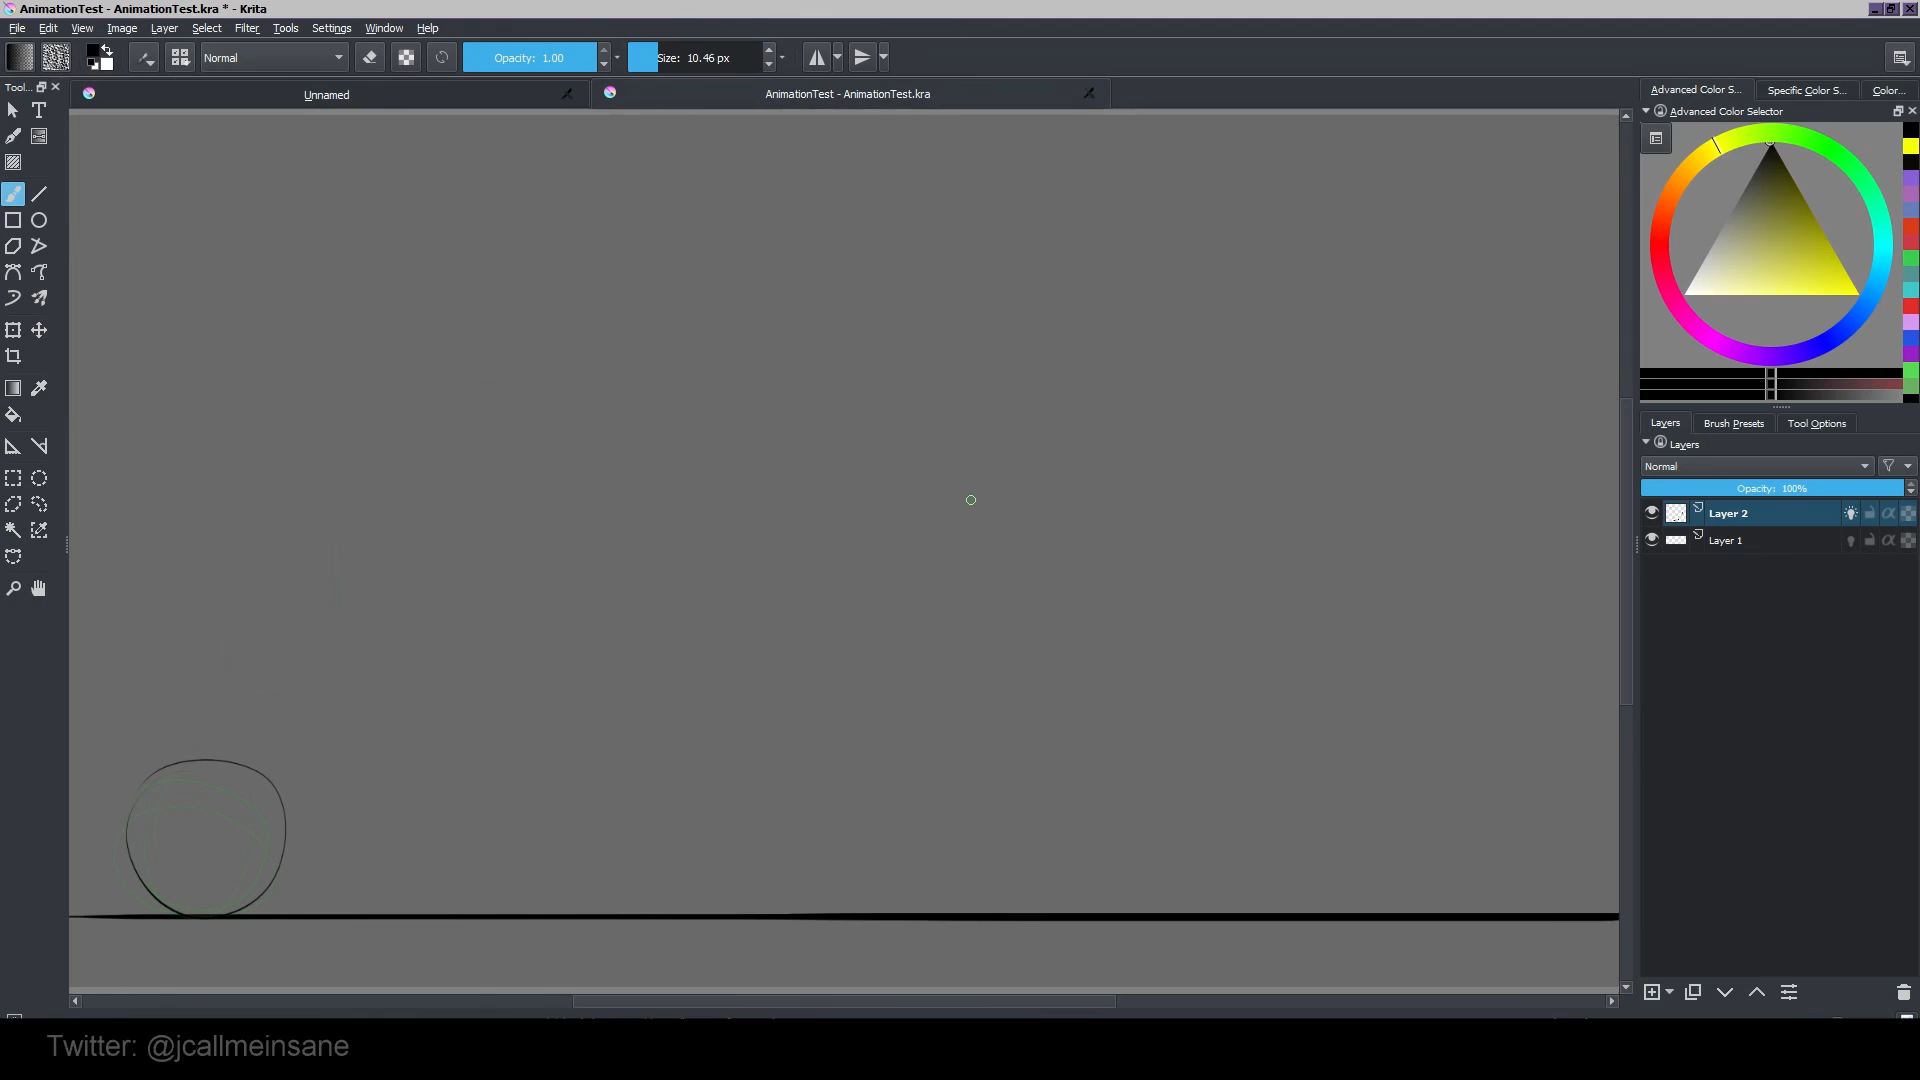 AnimationTest - AnimationTest.kra * - Krita
File Edit View Image Layer Select Filter Tools Settings Window Help
Normal
Opacity: 1.00
Size: 10.46 px
Tool...
Unnamed
AnimationTest - AnimationTest.kra
Advanced Color S...
Specific Color S...
Color...
Advanced Color Selector
Layers
Brush Presets
Tool Options
Layers
Normal
Opacity: 100%
Layer 2
Layer 1
Twitter: @jcallmeinsane